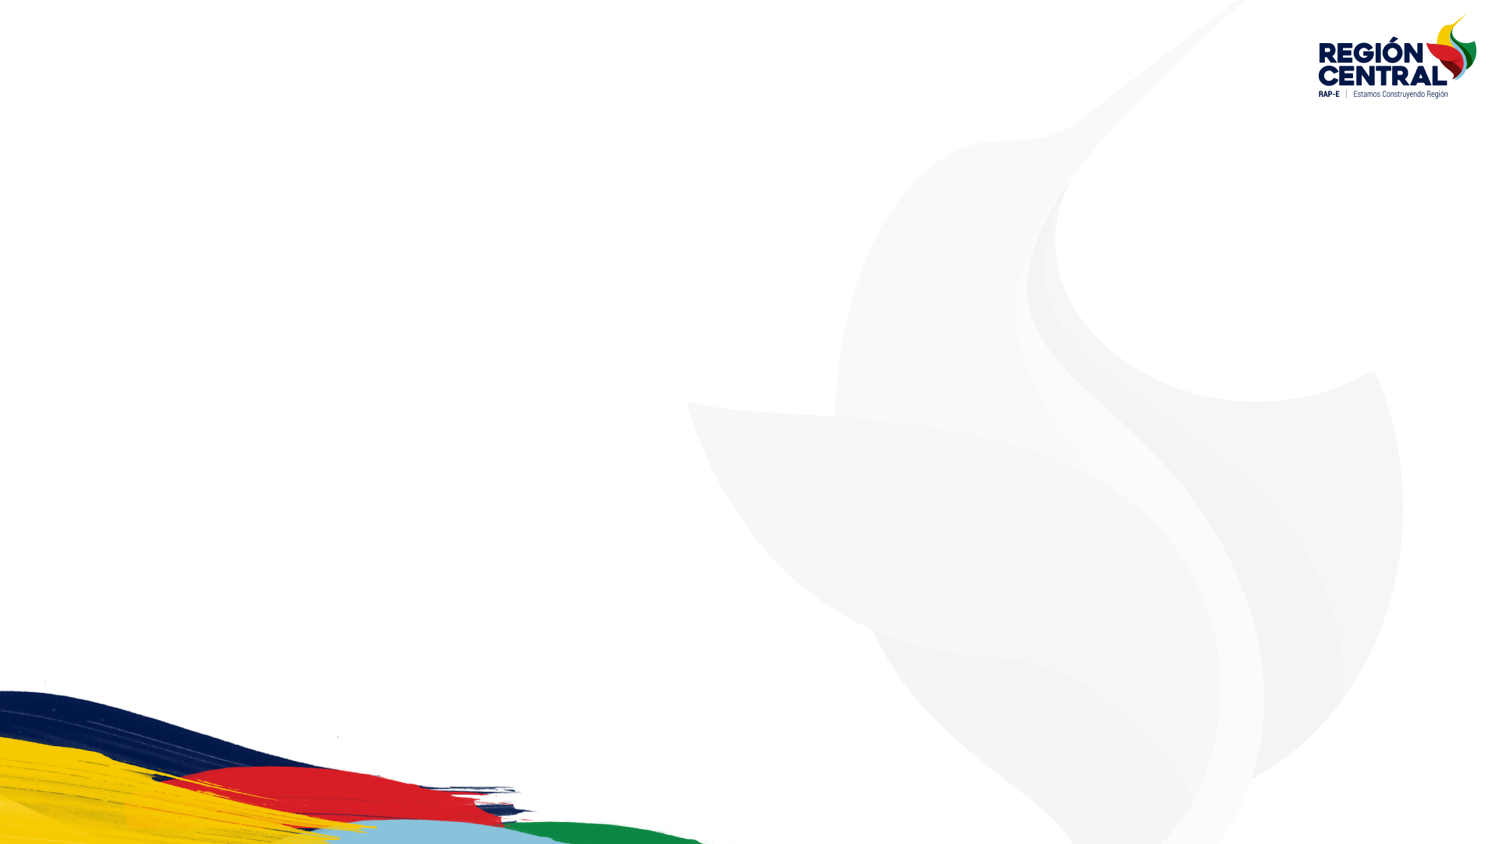 REGIÓN
CENTRAL
RAP-E | Estamos Construyendo Región